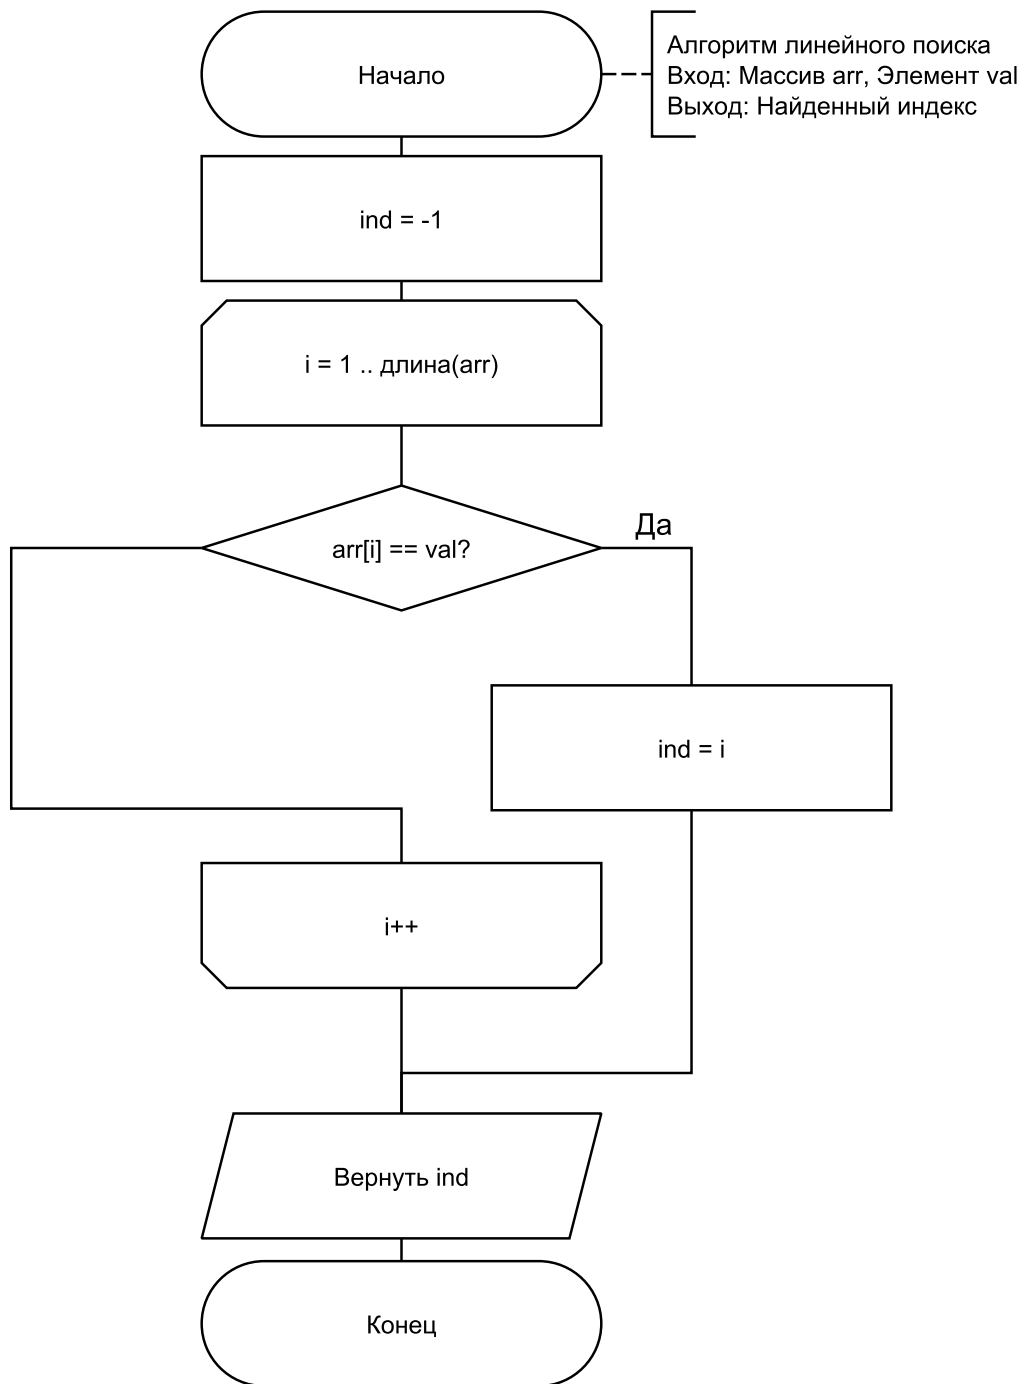 Начало
Алгоритм линейного поиска
Вход: Массив arr, Элемент val
Выход: Найденный индекс
ind = -1
i = 1 .. длина(arr)
arr[i] == val?
Да
ind = i
i++
Вернуть ind
Конец